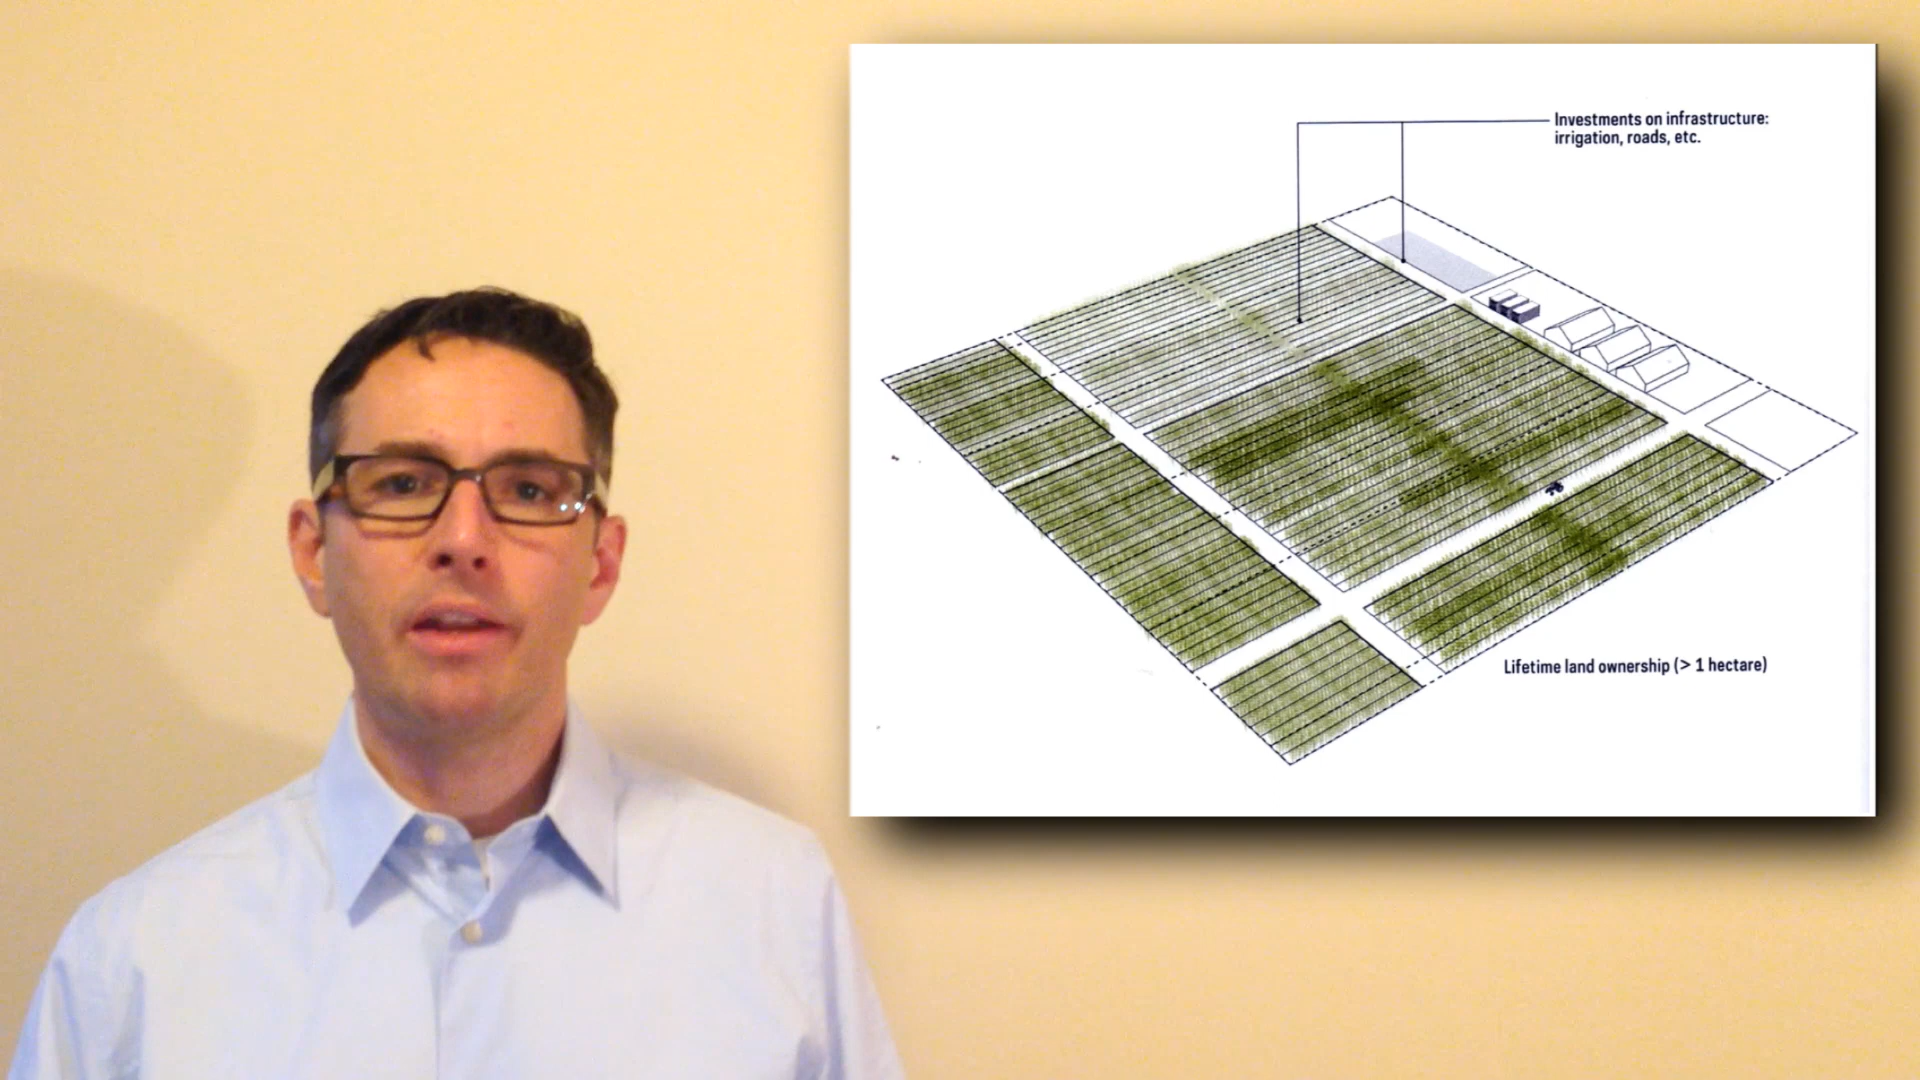 Investments on infrastructure:
irrigation, roads, etc.
Lifetime land ownership (> 1 hectare)